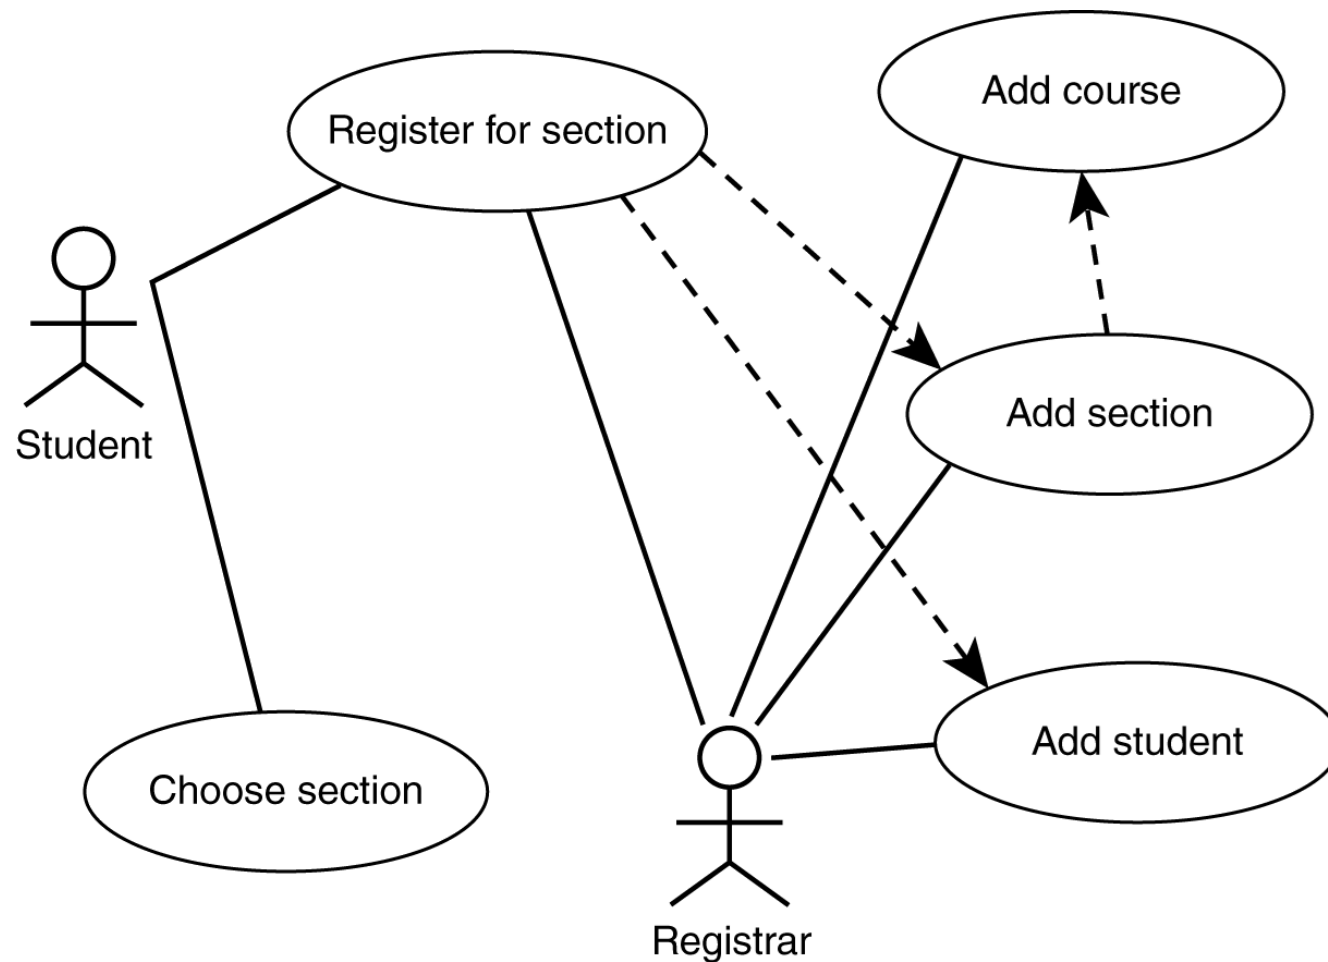 Add course
Register for section
Add section
Student
Add student
Choose section
Registrar